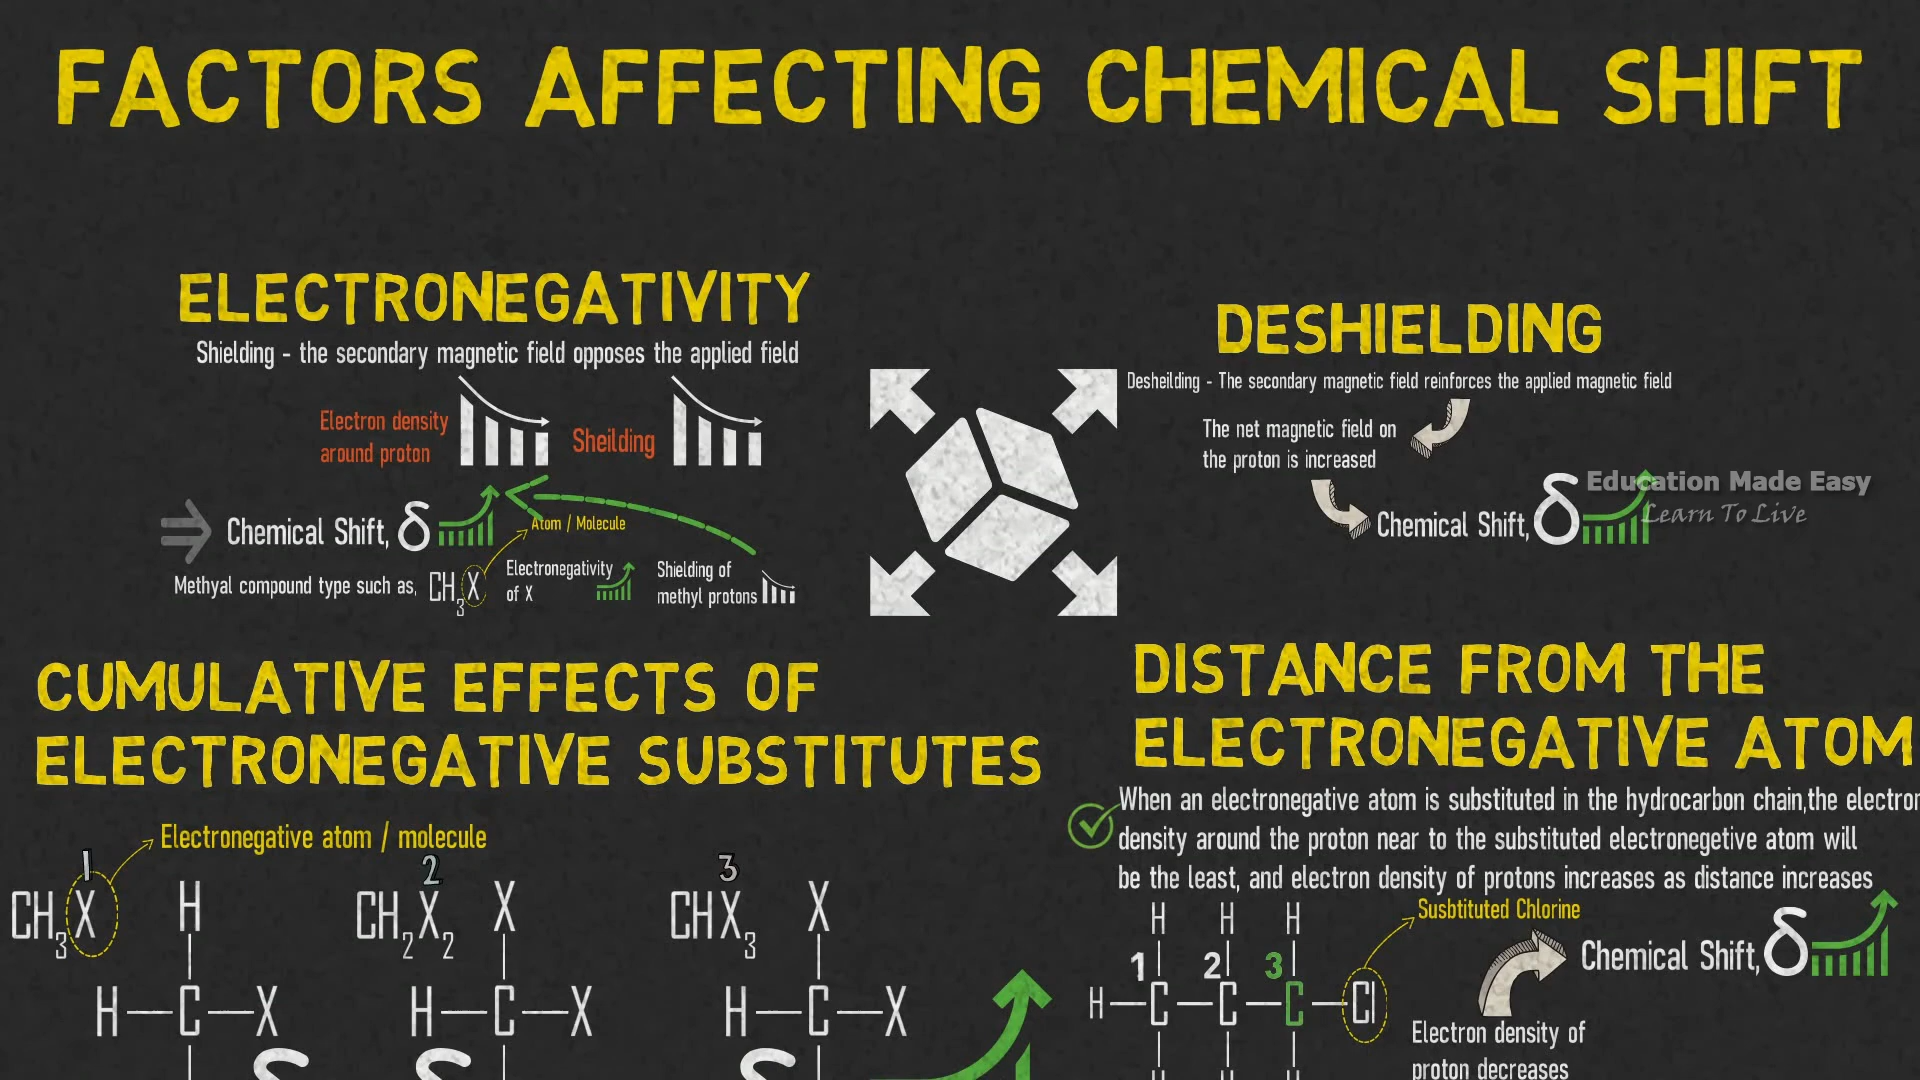 FACTORS AFFECTING CHEMICAL SHIFT
ELECTRONEGATIVITY
Shielding - the secondary magnetic field opposes the applied field
Electron density
around proton
Sheilding
Chemical Shift, δ
Atom / Molecule
Methyal compound type such as, CH3X
Electronegativity
of X
Shielding of
methyl protons
DESHIELDING
Desheilding - The secondary magnetic field reinforces the applied magnetic field
The net magnetic field on
the proton is increased
Chemical Shift, δ
Education Made Easy
Learn To Live
CUMULATIVE EFFECTS OF
ELECTRONEGATIVE SUBSTITUTES
Electronegative atom / molecule
1 2 3
CH3X H CH2X2 X CHX3 X
H C X H C X H C X
δ δ δ
DISTANCE FROM THE
ELECTRONEGATIVE ATOM
When an electronegative atom is substituted in the hydrocarbon chain,the electron
density around the proton near to the substituted electronegetive atom will
be the least, and electron density of protons increases as distance increases
H H H
Susbtituted Chlorine
1 2 3
H C C C Cl
H H H
Chemical Shift, δ
Electron density of
proton decreases